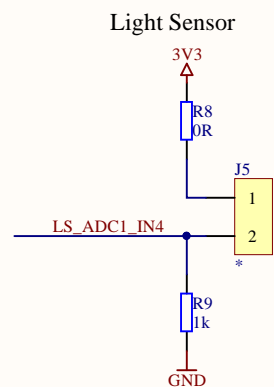 Light Sensor
3V3
R8
0R
J5
1
LS_ADC1_IN4
2
*
R9
1k
GND